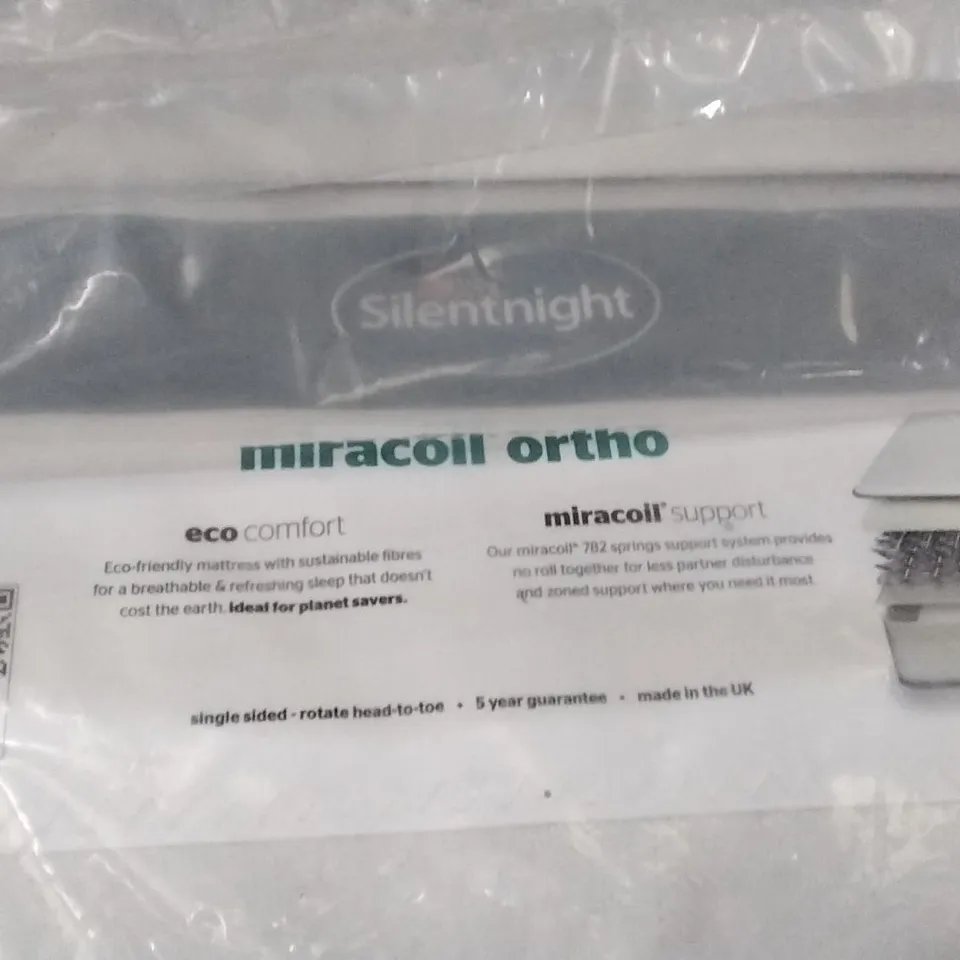 Silentnight
miracoil ortho
eco comfort
Eco-friendly mattress with sustainable fibres
for a breathable & refreshing sleep that doesn't
cost the earth. Ideal for planet savers.
miracoil® support
Our miracoil® 782 springs support system provides
no roll together for less partner disturbance
and zoned support where you need it most
single sided - rotate head-to-toe • 5 year guarantee • made in the UK